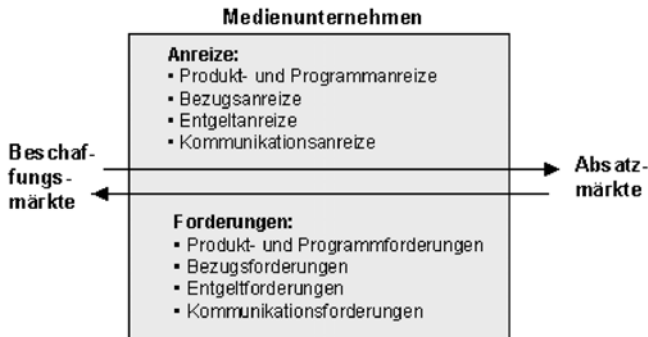 Medienunternehmen
Anreize:
▪ Produkt- und Programmanreize
▪ Bezugsanreize
▪ Entgeltanreize
▪ Kommunikationsanreize
Beschaf-
fungs-
märkte
Absatz-
märkte
Forderungen:
▪ Produkt- und Programmforderungen
▪ Bezugsforderungen
▪ Entgeltforderungen
▪ Kommunikationsforderungen